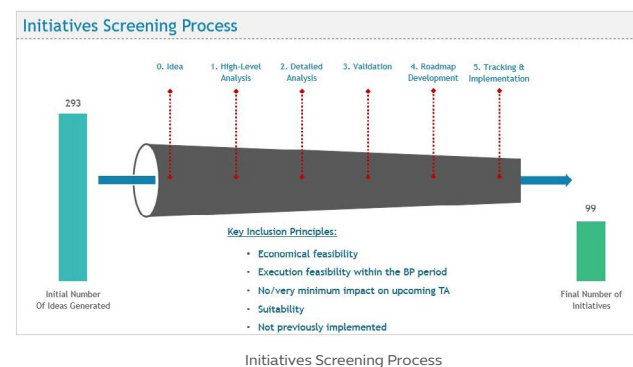 Initiatives Screening Process
0. Idea
1. High-Level
Analysis
2. Detailed
Analysis
3. Validation
4. Roadmap
Development
5. Tracking &
Implementation
293
99
Key Inclusion Principles:
• Economical feasibility
• Execution feasibility within the BP period
• No/very minimum impact on upcoming TA
• Suitability
• Not previously implemented
Initial Number
Of Ideas Generated
Final Number of
Initiatives
Initiatives Screening Process